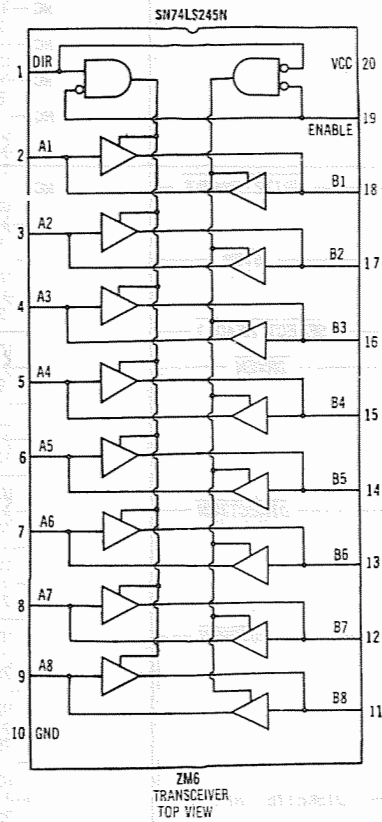 SN74LS245N
1 DIR VCC 20
19
ENABLE
2 A1
B1 18
3 A2
B2 17
4 A3
B3 16
5 A4
B4 15
6 A5
B5 14
7 A6
B6 13
8 A7
B7 12
9 A8
B8 11
10 GND
ZM6
TRANSCEIVER
TOP VIEW